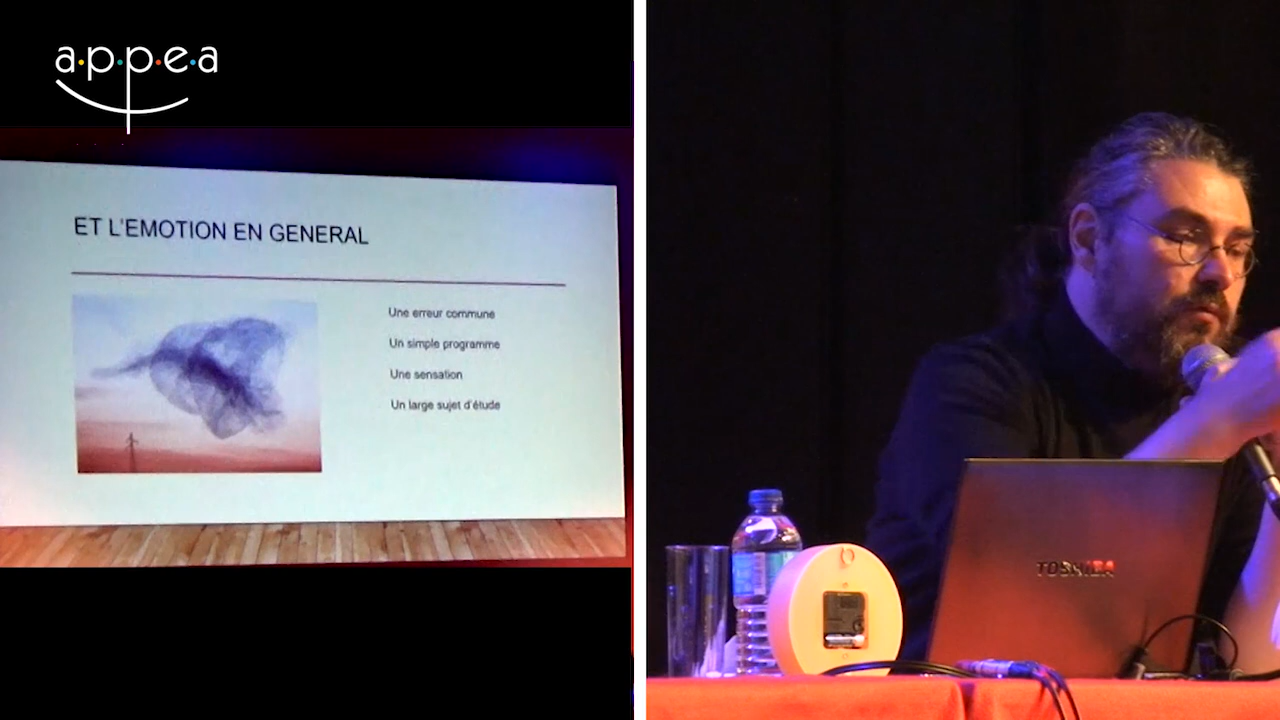 a·p·p·e·a
ET L'EMOTION EN GENERAL
Une erreur commune
Un simple programme
Une sensation
Un large sujet d'étude
TOSHIBA